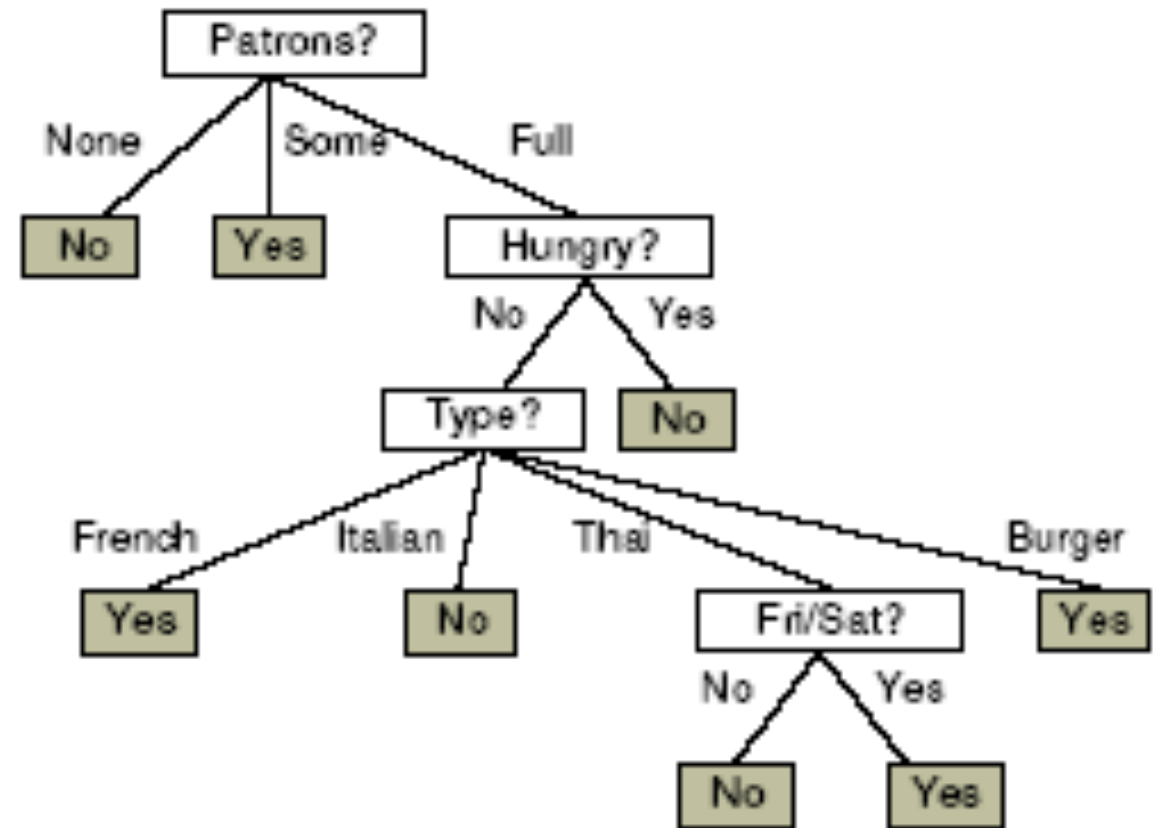 Patrons?
None Some Full
No Yes Hungry?
No Yes
Type? No
French Italian Thai Burger
Yes No Fri/Sat? Yes
No Yes
No Yes